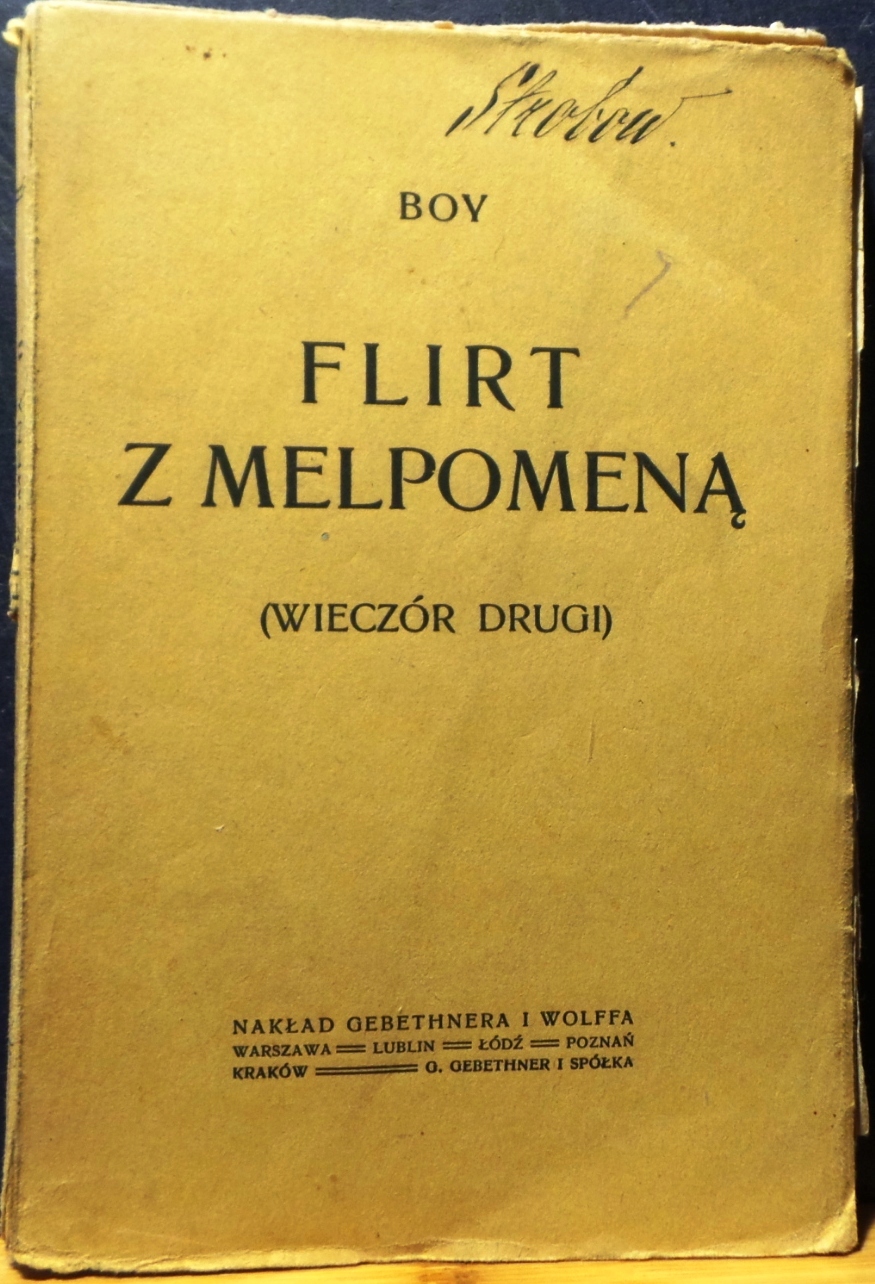 BOY
FLIRT
Z MELPOMENĄ
(WIECZÓR DRUGI)
NAKŁAD GEBETHNERA I WOLFFA
WARSZAWA == LUBLIN == ŁÓDŹ == POZNAŃ
KRAKÓW ======== G. GEBETHNER I SPÓŁKA